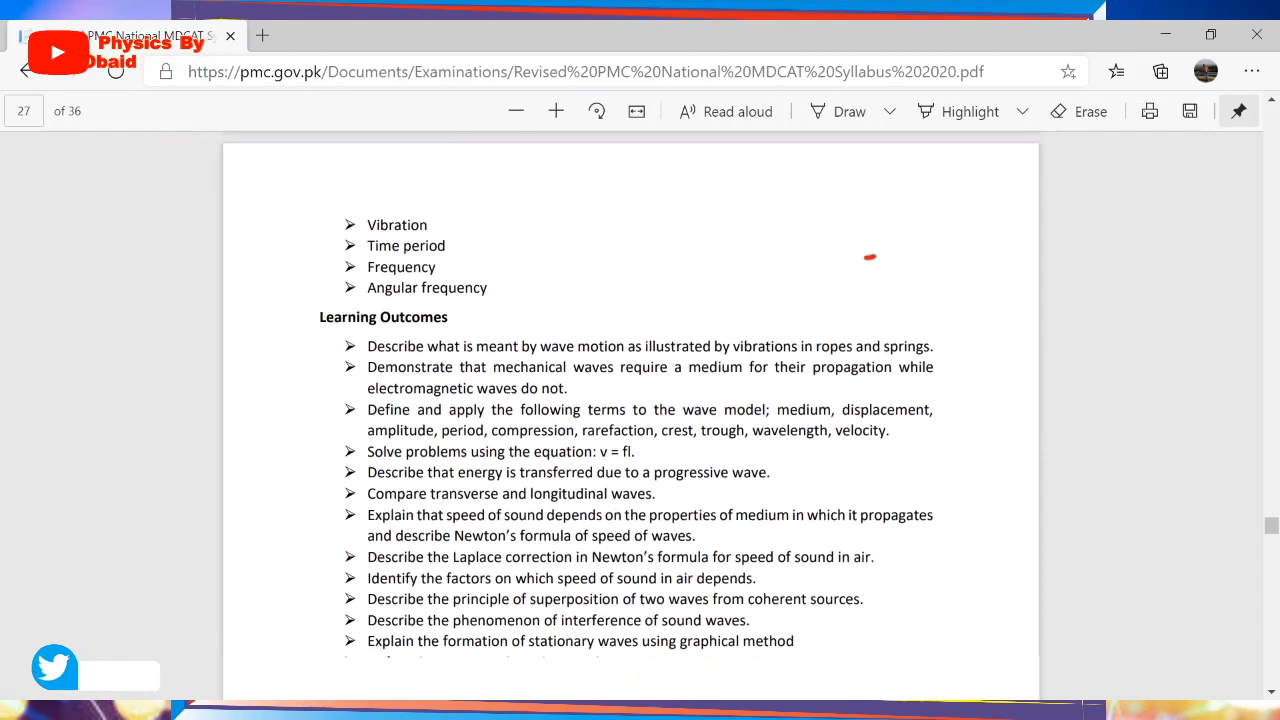 PMC National MDCAT Sy
Physics By
Obaid
https://pmc.gov.pk/Documents/Examinations/Revised%20PMC%20National%20MDCAT%20Syllabus%202020.pdf
27 of 36
Read aloud
Draw
Highlight
Erase
➢ Vibration
➢ Time period
➢ Frequency
➢ Angular frequency
Learning Outcomes
➢ Describe what is meant by wave motion as illustrated by vibrations in ropes and springs.
➢ Demonstrate that mechanical waves require a medium for their propagation while
electromagnetic waves do not.
➢ Define and apply the following terms to the wave model; medium, displacement,
amplitude, period, compression, rarefaction, crest, trough, wavelength, velocity.
➢ Solve problems using the equation: v = fl.
➢ Describe that energy is transferred due to a progressive wave.
➢ Compare transverse and longitudinal waves.
➢ Explain that speed of sound depends on the properties of medium in which it propagates
and describe Newton's formula of speed of waves.
➢ Describe the Laplace correction in Newton's formula for speed of sound in air.
➢ Identify the factors on which speed of sound in air depends.
➢ Describe the principle of superposition of two waves from coherent sources.
➢ Describe the phenomenon of interference of sound waves.
➢ Explain the formation of stationary waves using graphical method